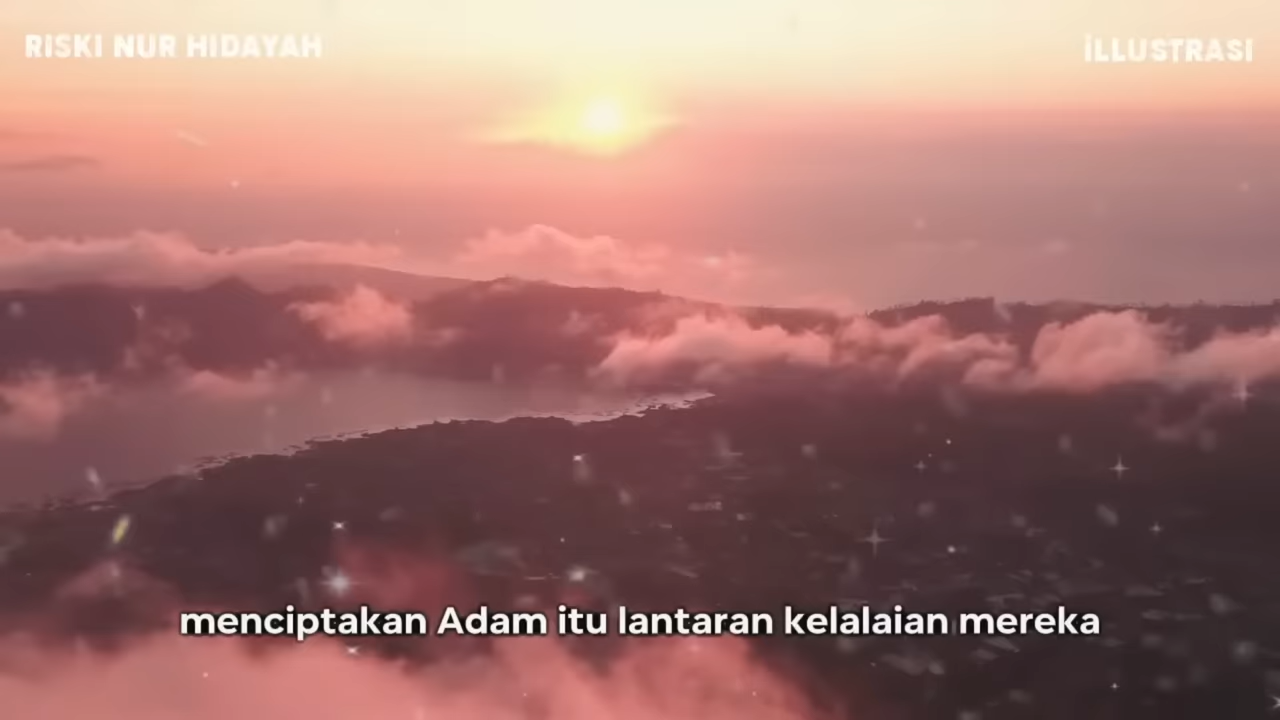 RISKI NUR HIDAYAH
ILLUSTRASI
menciptakan Adam itu lantaran kelalaian mereka